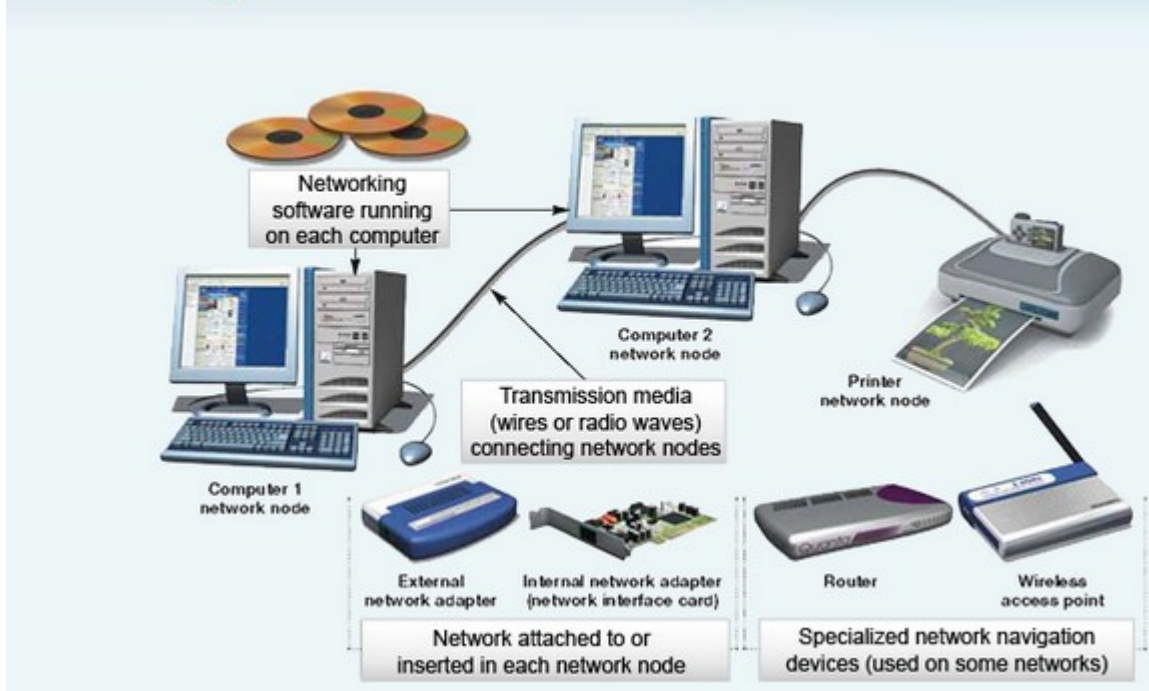 Networking
software running
on each computer
Computer 2
network node
Printer
network node
Transmission media
(wires or radio waves)
connecting network nodes
Computer 1
network node
External
network adapter
Internal network adapter
(network interface card)
Quanta
Router
Wireless
access point
Network attached to or
inserted in each network node
Specialized network navigation
devices (used on some networks)